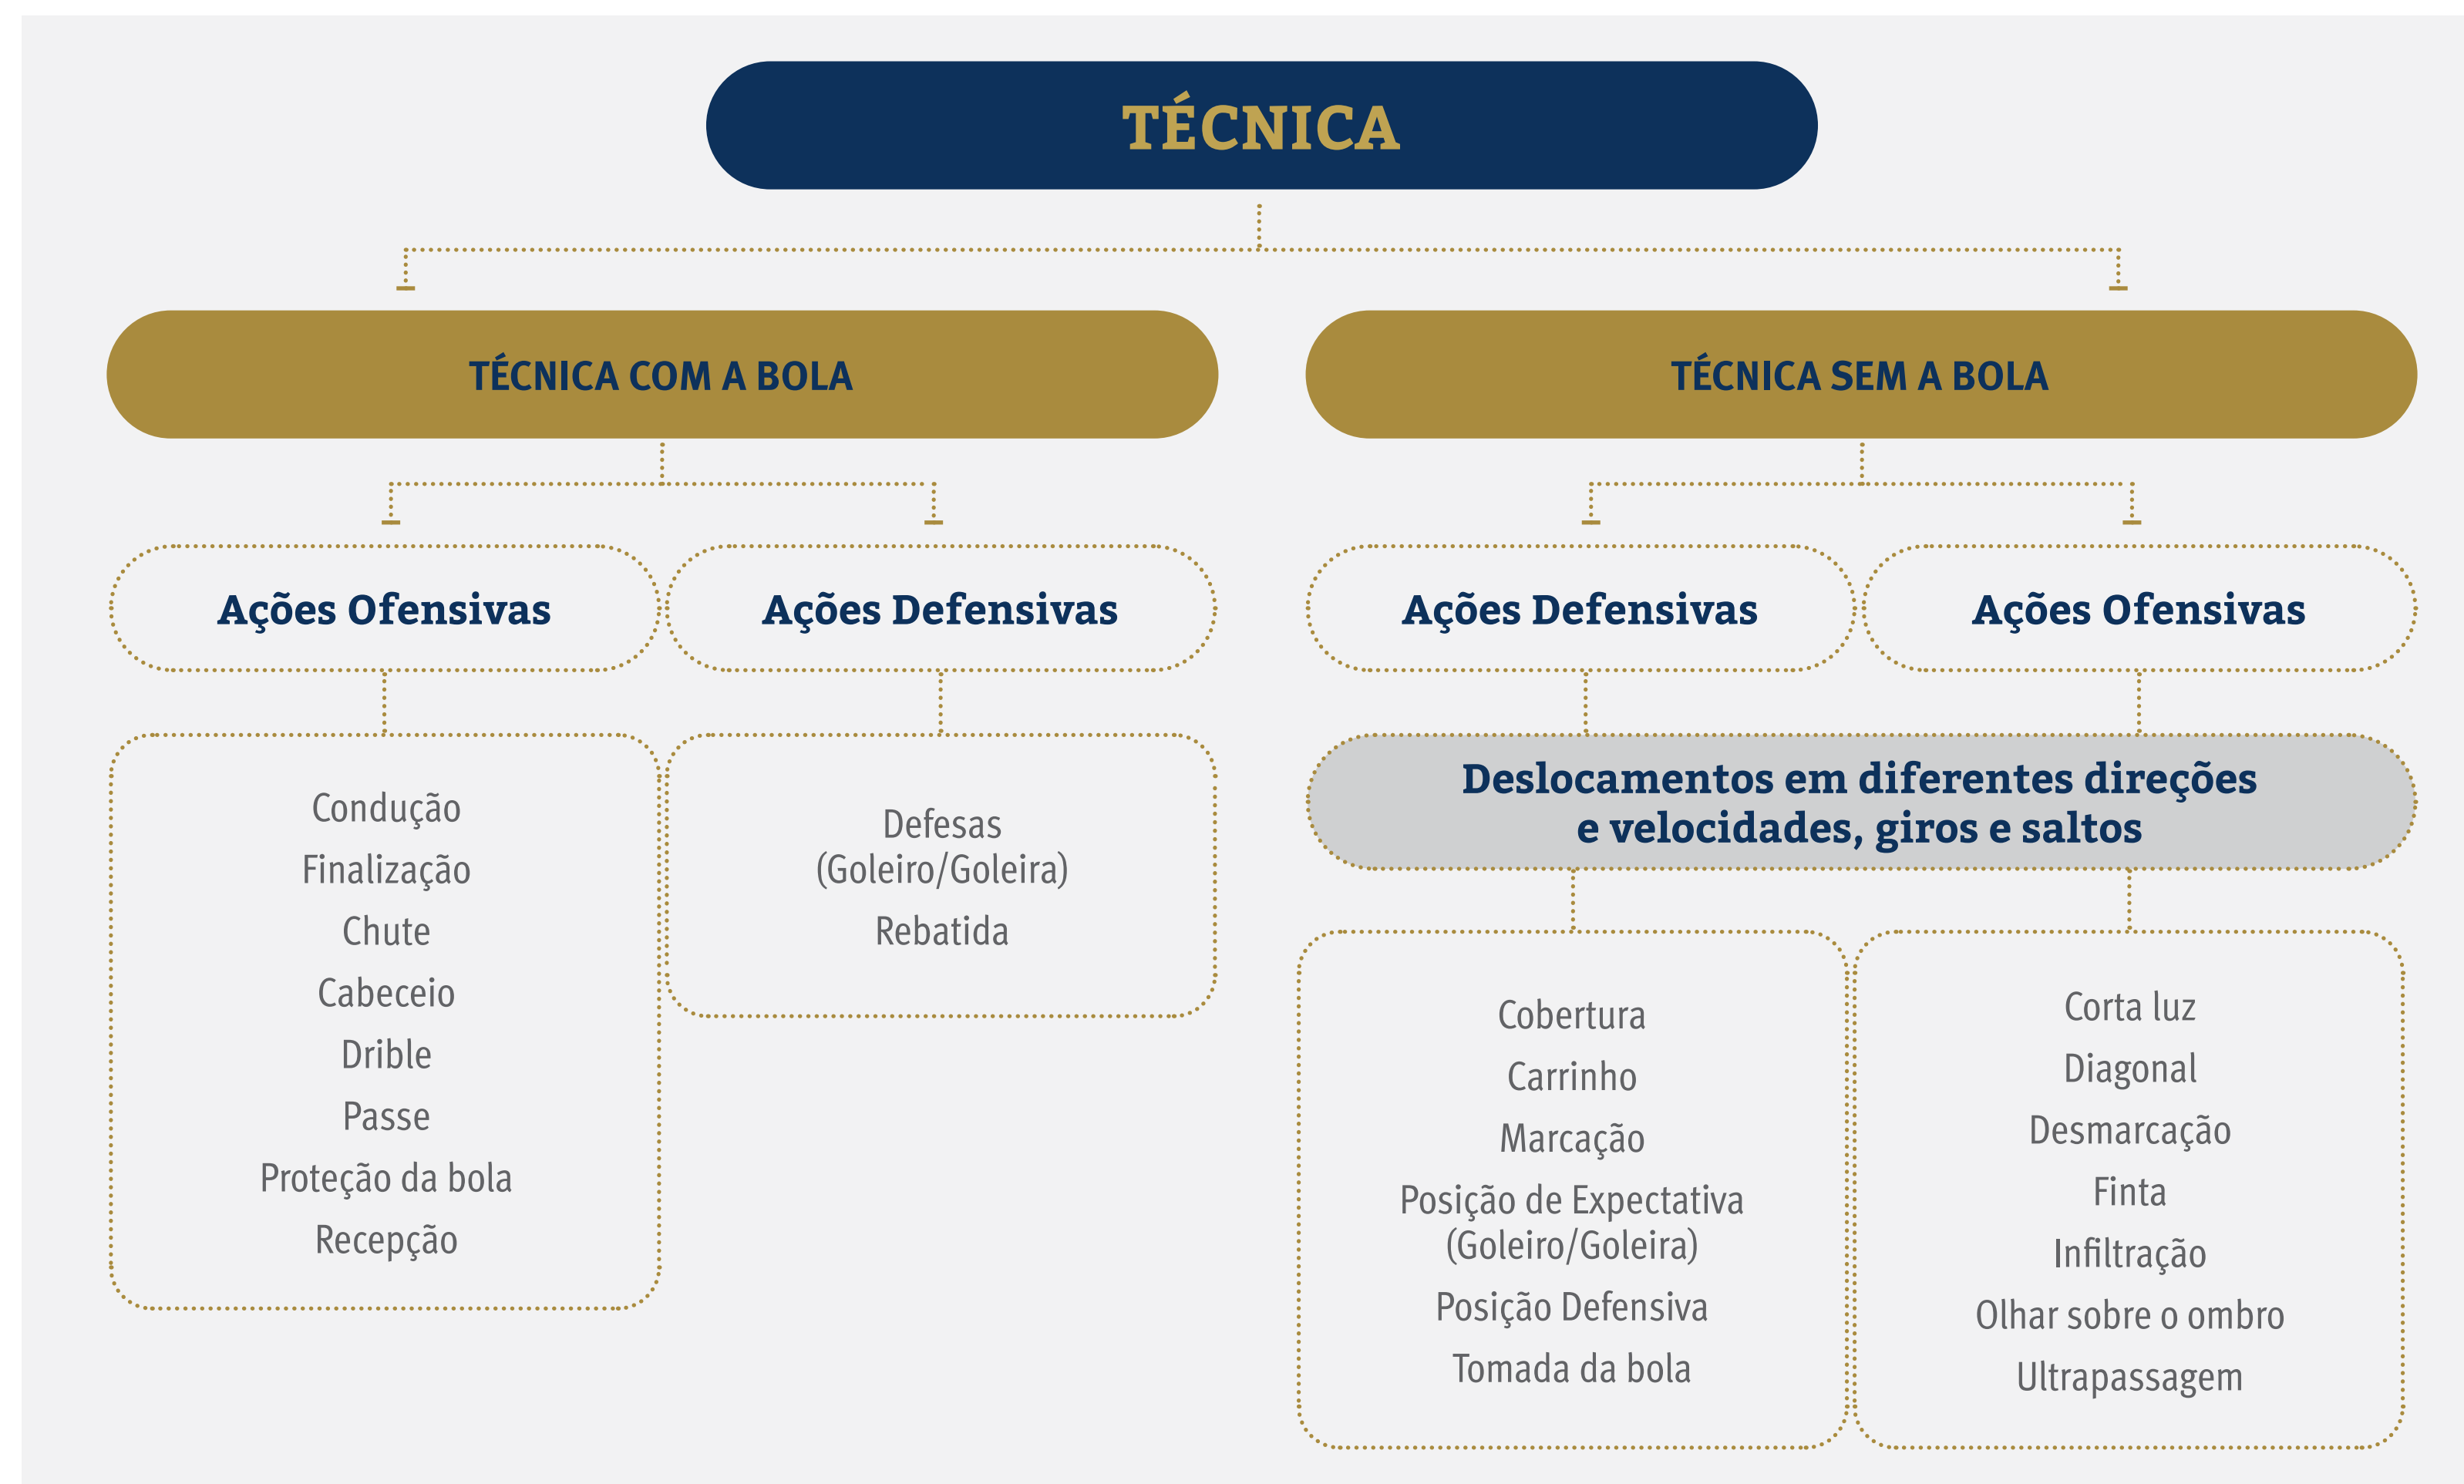 TÉCNICA
TÉCNICA COM A BOLA
TÉCNICA SEM A BOLA
Ações Ofensivas
Ações Defensivas
Ações Defensivas
Ações Ofensivas
Condução
Finalização
Chute
Cabeceio
Drible
Passe
Proteção da bola
Recepção
Defesas
(Goleiro/Goleira)
Rebatida
Deslocamentos em diferentes direções
e velocidades, giros e saltos
Cobertura
Carrinho
Marcação
Posição de Expectativa
(Goleiro/Goleira)
Posição Defensiva
Tomada da bola
Corta luz
Diagonal
Desmarcação
Finta
Infiltração
Olhar sobre o ombro
Ultrapassagem